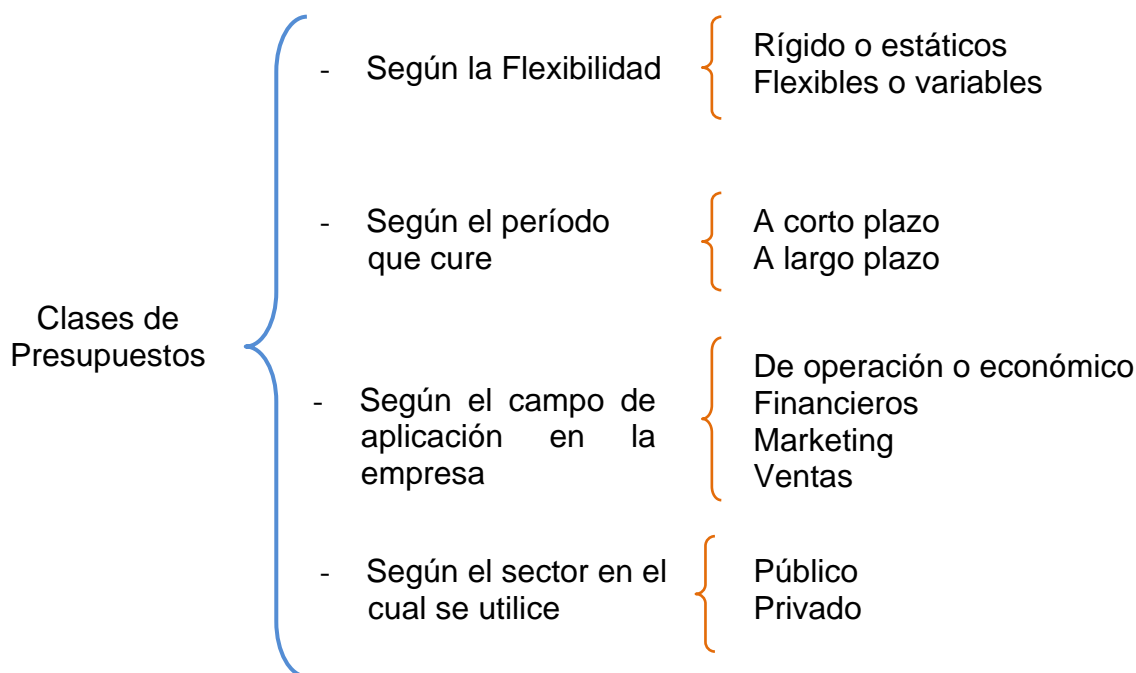 Clases de
Presupuestos
- Según la Flexibilidad
Rígido o estáticos
Flexibles o variables
- Según el período
que cure
A corto plazo
A largo plazo
- Según el campo de
aplicación en la
empresa
De operación o económico
Financieros
Marketing
Ventas
- Según el sector en el
cual se utilice
Público
Privado